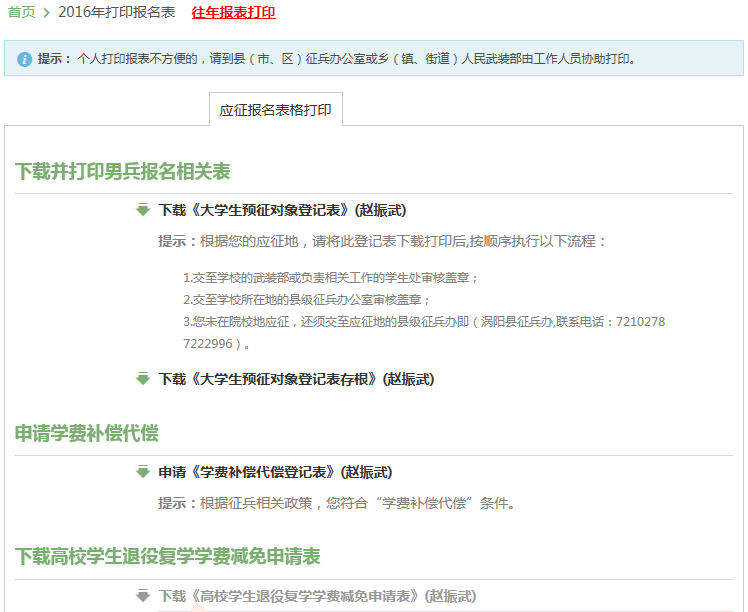 首页 > 2016年打印报名表 往年报表打印
提示： 个人打印报表不方便的，请到县（市、区）征兵办公室或乡（镇、街道）人民武装部由工作人员协助打印。
应征报名表格打印
下载并打印男兵报名相关表
下载《大学生预征对象登记表》(赵振武)
提示：根据您的应征地，请将此登记表下载打印后,按顺序执行以下流程：
1.交至学校的武装部或负责相关工作的学生处审核盖章；
2.交至学校所在地的县级征兵办公室审核盖章；
3.您未在院校地应征，还须交至应征地的县级征兵办即（涡阳县征兵办,联系电话：7210278
7222996）。
下载《大学生预征对象登记表存根》(赵振武)
申请学费补偿代偿
申请《学费补偿代偿登记表》(赵振武)
提示：根据征兵相关政策，您符合“学费补偿代偿”条件。
下载高校学生退役复学学费减免申请表
下载《高校学生退役复学学费减免申请表》(赵振武)